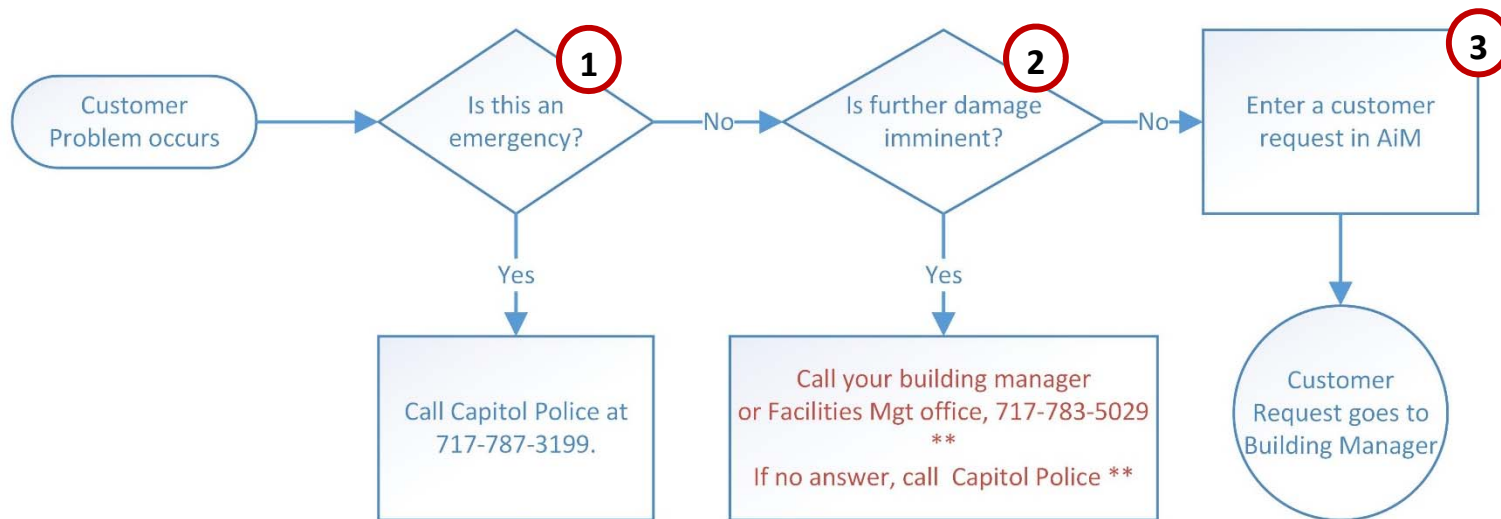 1
2
3
Customer
Problem occurs
Is this an
emergency?
No
Is further damage
imminent?
No
Enter a customer
request in AiM
Yes
Yes
Call Capitol Police at
717-787-3199.
Call your building manager
or Facilities Mgt office, 717-783-5029
**
If no answer, call Capitol Police **
Customer
Request goes to
Building Manager